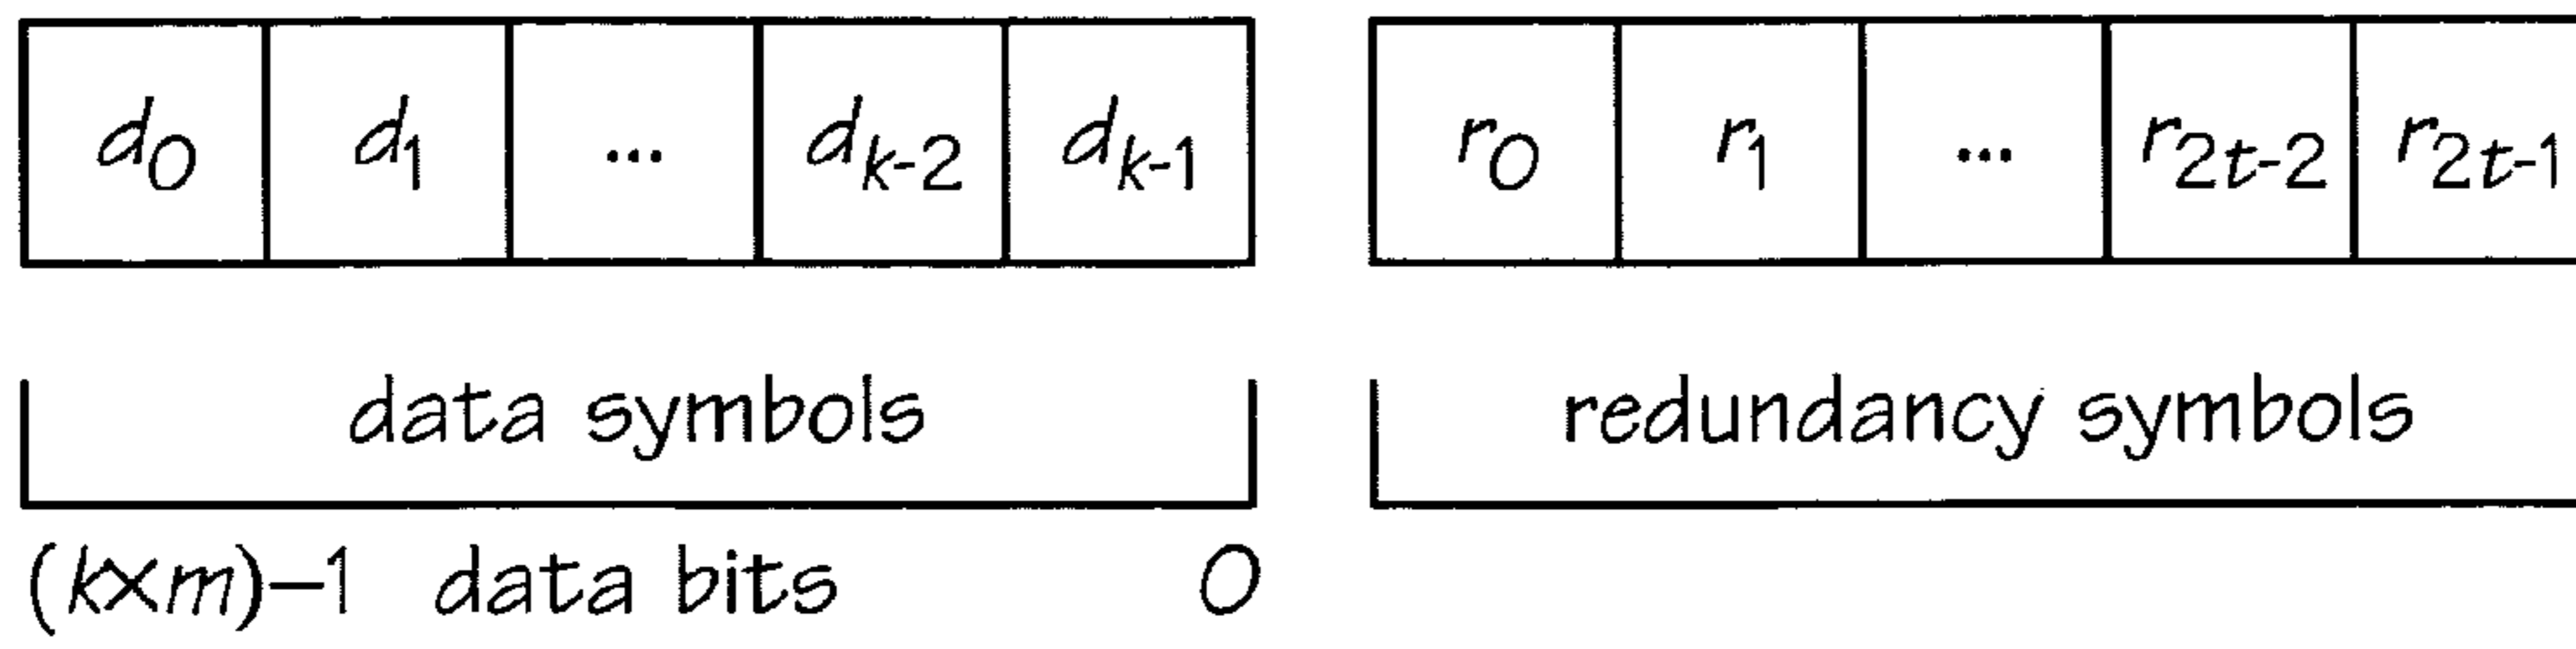 d0 d1 ... dk-2 dk-1 r0 r1 ... r2t-2 r2t-1
data symbols redundancy symbols
(k×m)−1 data bits 0